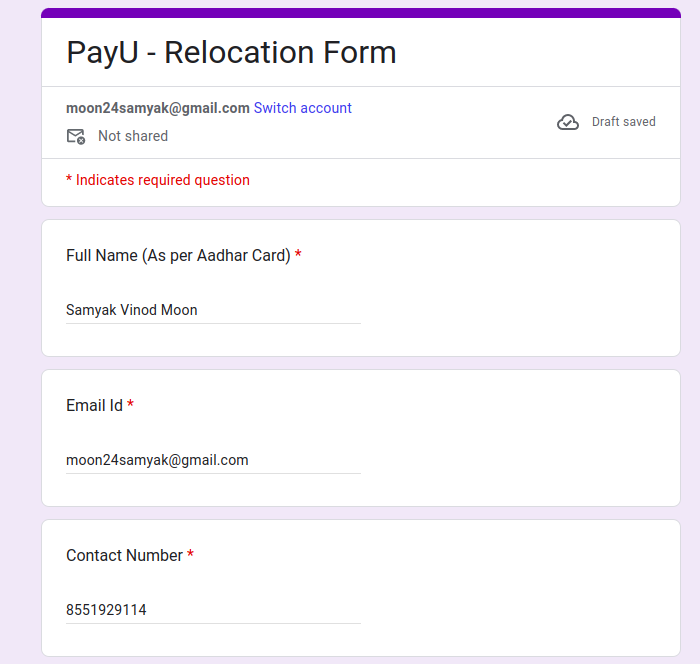 PayU - Relocation Form
moon24samyak@gmail.com Switch account
Not shared
Draft saved
* Indicates required question
Full Name (As per Aadhar Card) *
Samyak Vinod Moon
Email Id *
moon24samyak@gmail.com
Contact Number *
8551929114